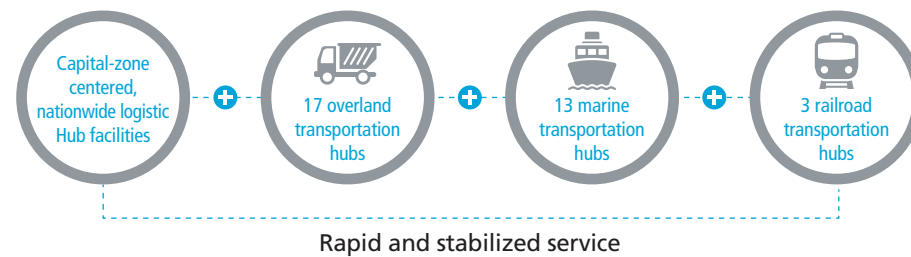 Capital-zone
centered,
nationwide logistic
Hub facilities
17 overland
transportation
hubs
13 marine
transportation
hubs
3 railroad
transportation
hubs
Rapid and stabilized service